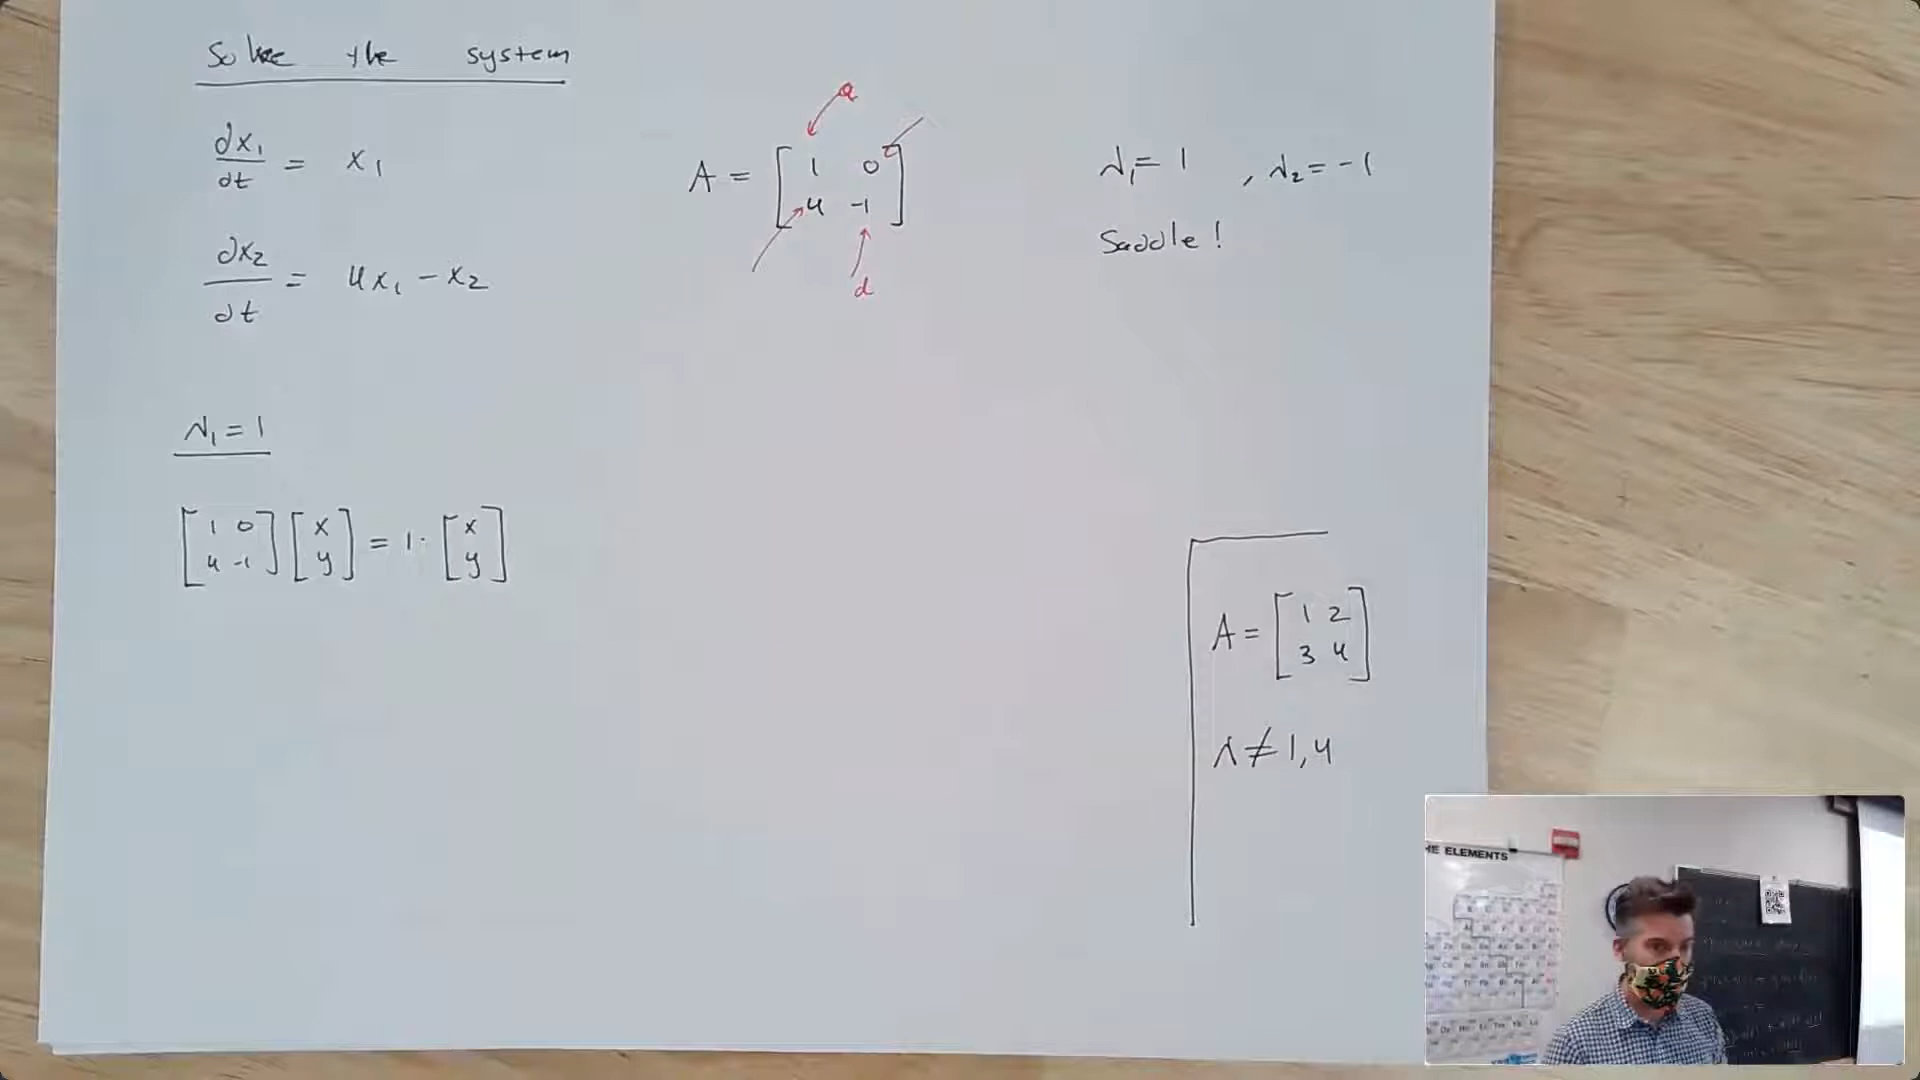 Solve the system
dx₁/dt = x₁
dx₂/dt = 4x₁ - x₂
a
A = [1 0; 4 -1]
d
λ₁ = 1, λ₂ = -1
Saddle!
λ₁ = 1
[1 0; 4 -1] [x; y] = 1 · [x; y]
A = [1 2; 3 4]
λ ≠ 1, 4
HE ELEMENTS